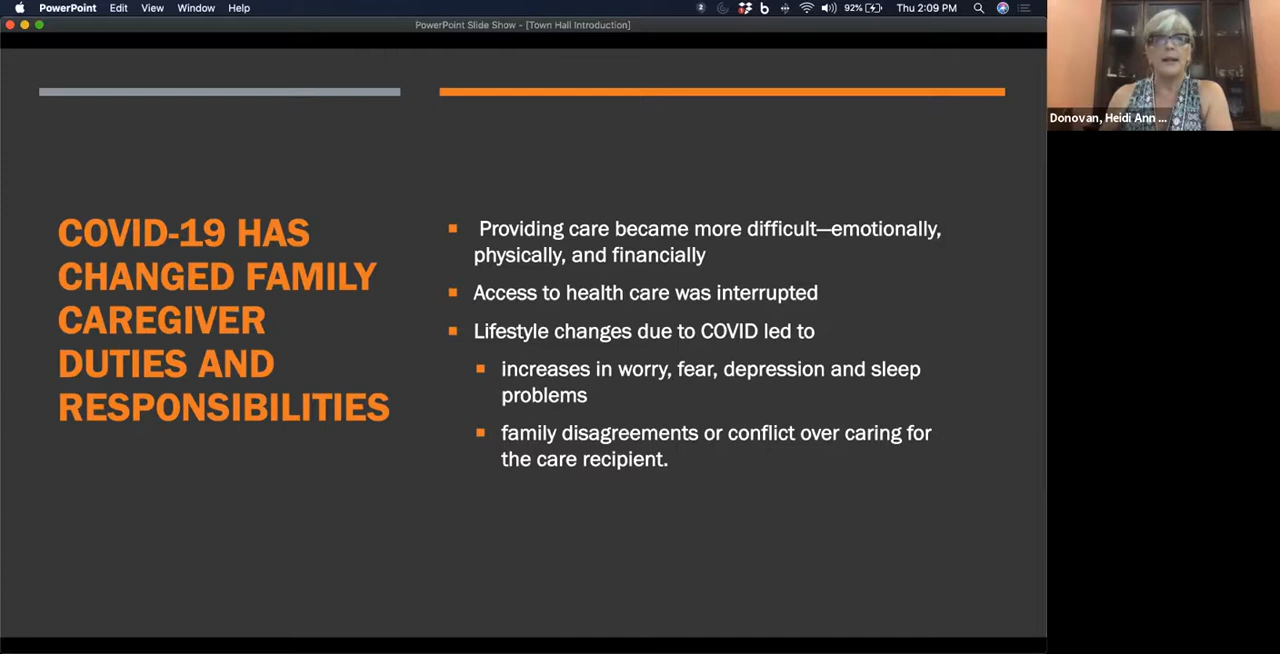 PowerPoint Edit View Window Help
92% Thu 2:09 PM
PowerPoint Slide Show - [Town Hall Introduction]
Donovan, Heidi Ann ...
COVID-19 HAS
CHANGED FAMILY
CAREGIVER
DUTIES AND
RESPONSIBILITIES
Providing care became more difficult—emotionally,
physically, and financially
Access to health care was interrupted
Lifestyle changes due to COVID led to
increases in worry, fear, depression and sleep
problems
family disagreements or conflict over caring for
the care recipient.